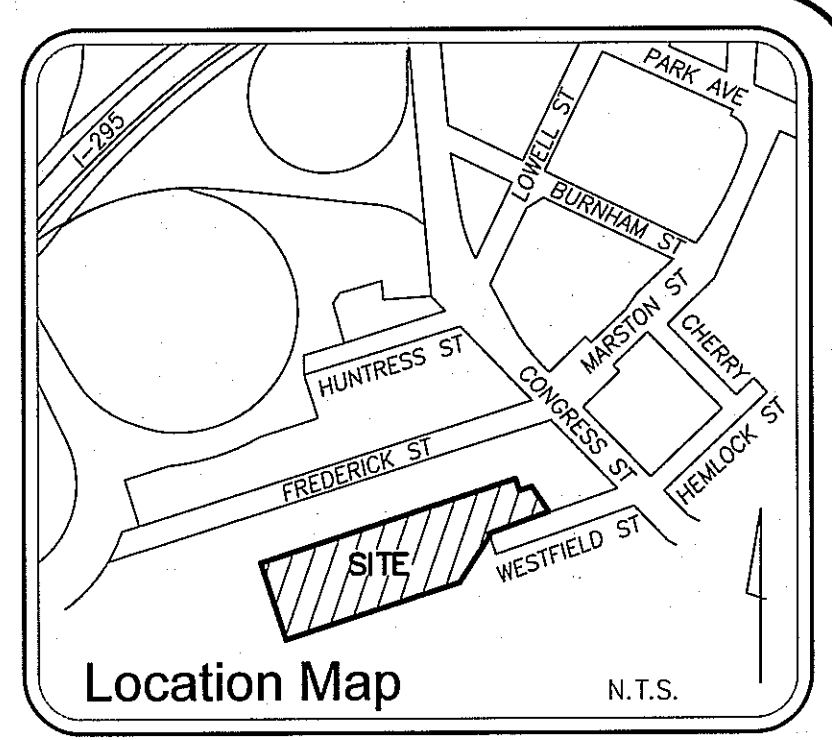 PARK AVE
I-295
LOWELL ST
BURNHAM ST
MARSTON ST
CHERRY
HUNTRESS ST
CONGRESS ST
HEMLOCK ST
FREDERICK ST
SITE
WESTFIELD ST
Location Map
N.T.S.